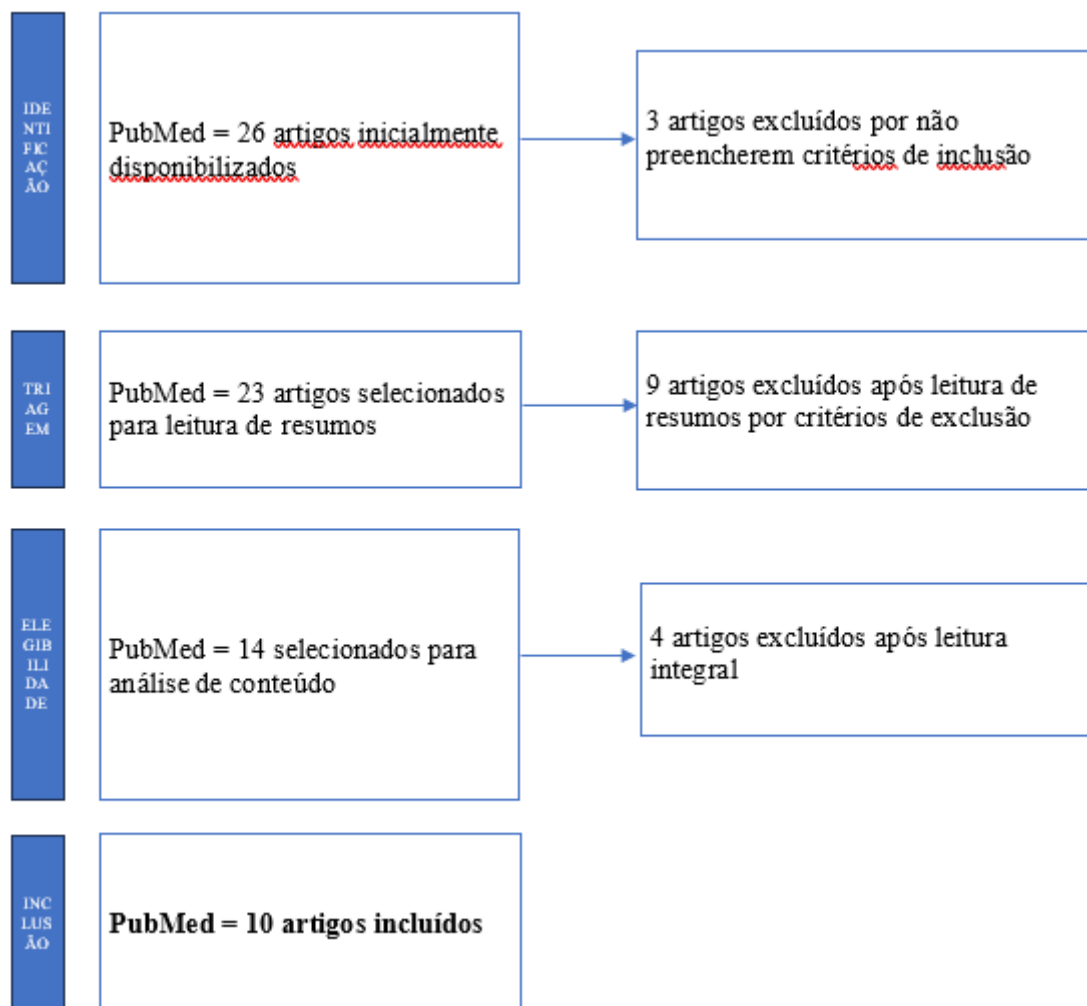 IDE
NTI
FIC
AÇ
ÃO
PubMed = 26 artigos inicialmente
disponibilizados
3 artigos excluídos por não
preencherem critérios de inclusão
TRI
AG
EM
PubMed = 23 artigos selecionados
para leitura de resumos
9 artigos excluídos após leitura de
resumos por critérios de exclusão
ELE
GIB
ILI
DA
DE
PubMed = 14 selecionados para
análise de conteúdo
4 artigos excluídos após leitura
integral
INC
LUS
ÃO
PubMed = 10 artigos incluídos